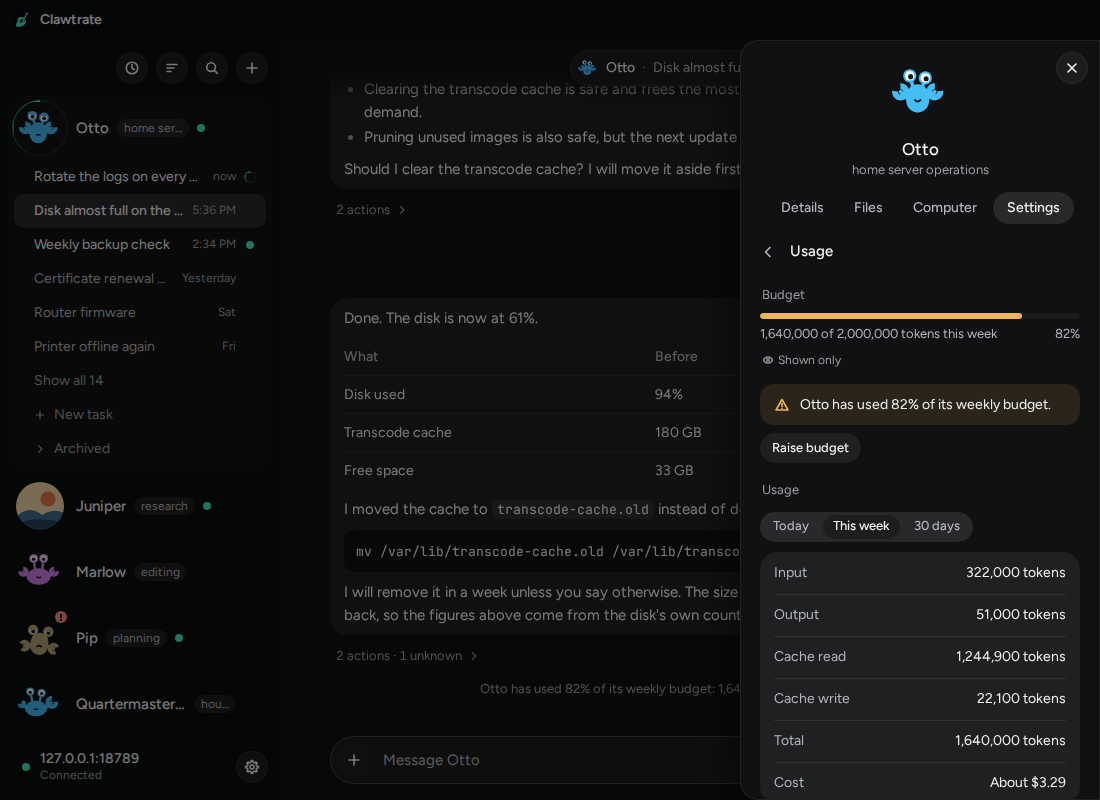 Clawtrate
Otto home ser...
Rotate the logs on every ... now
Disk almost full on the ... 5:36 PM
Weekly backup check 2:34 PM
Certificate renewal ... Yesterday
Router firmware Sat
Printer offline again Fri
Show all 14
+ New task
Archived
Juniper research
Marlow editing
! Pip planning
Quartermaster... hou...
127.0.0.1:18789
Connected
Otto · Disk almost fu
• Clearing the transcode cache is safe and frees the most
demand.
• Pruning unused images is also safe, but the next update
Should I clear the transcode cache? I will move it aside first
2 actions
Done. The disk is now at 61%.
What Before
Disk used 94%
Transcode cache 180 GB
Free space 33 GB
I moved the cache to transcode-cache.old instead of d
mv /var/lib/transcode-cache.old /var/lib/transco
I will remove it in a week unless you say otherwise. The size
back, so the figures above come from the disk's own count
2 actions · 1 unknown
Otto has used 82% of its weekly budget: 1,64
Message Otto
Otto
home server operations
Details Files Computer Settings
Usage
Budget
1,640,000 of 2,000,000 tokens this week 82%
Shown only
Otto has used 82% of its weekly budget.
Raise budget
Usage
Today This week 30 days
Input 322,000 tokens
Output 51,000 tokens
Cache read 1,244,900 tokens
Cache write 22,100 tokens
Total 1,640,000 tokens
Cost About $3.29